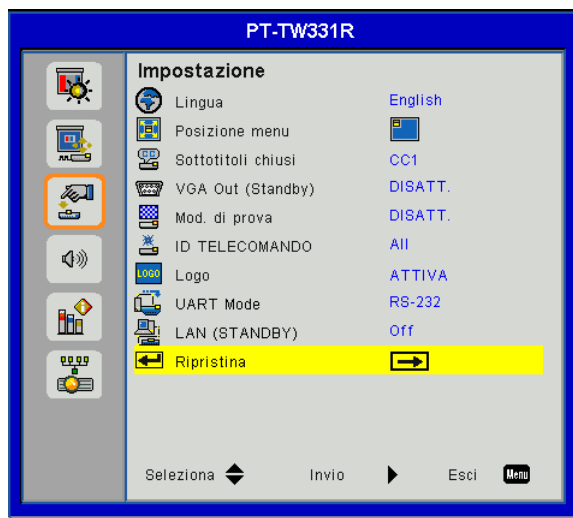 PT-TW331R
Impostazione
Lingua English
Posizione menu
CC Sottotitoli chiusi CC1
VGA Out (Standby) DISATT.
Mod. di prova DISATT.
ID TELECOMANDO All
LOGO Logo ATTIVA
UART Mode RS-232
LAN (STANDBY) Off
Ripristina
Seleziona Invio Esci Menu